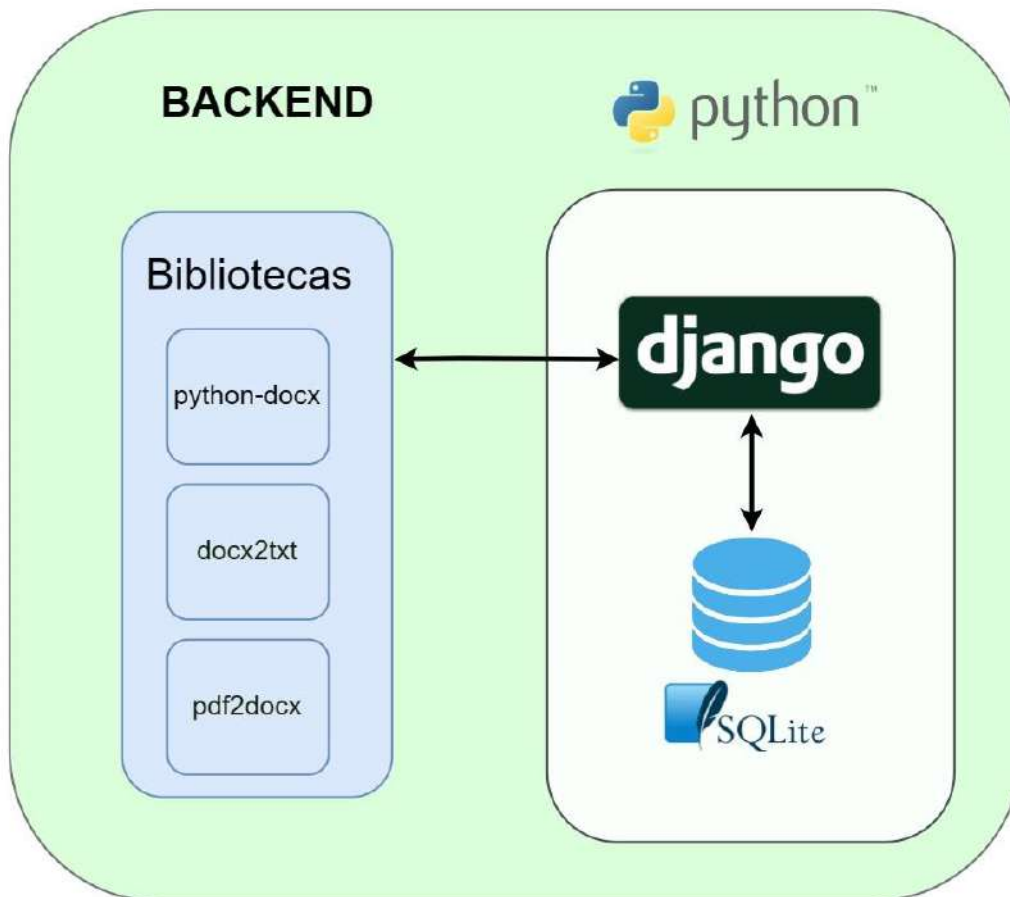 BACKEND
python™
Bibliotecas
python-docx
docx2txt
pdf2docx
django
SQLite